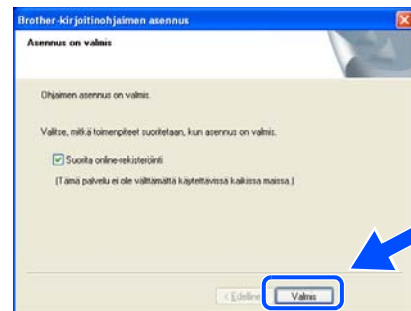 Brother-kirjoitinohjaimen asennus
Asennus on valmis
Ohjaimen asennus on valmis.
Valitse, mitkä toimenpiteet suoritetaan, kun asennus on valmis.
Suorita online-rekisteröinti
(Tämä palvelu ei ole välttämättä käytettävissä kaikissa maissa.)
< Edelline Valmis